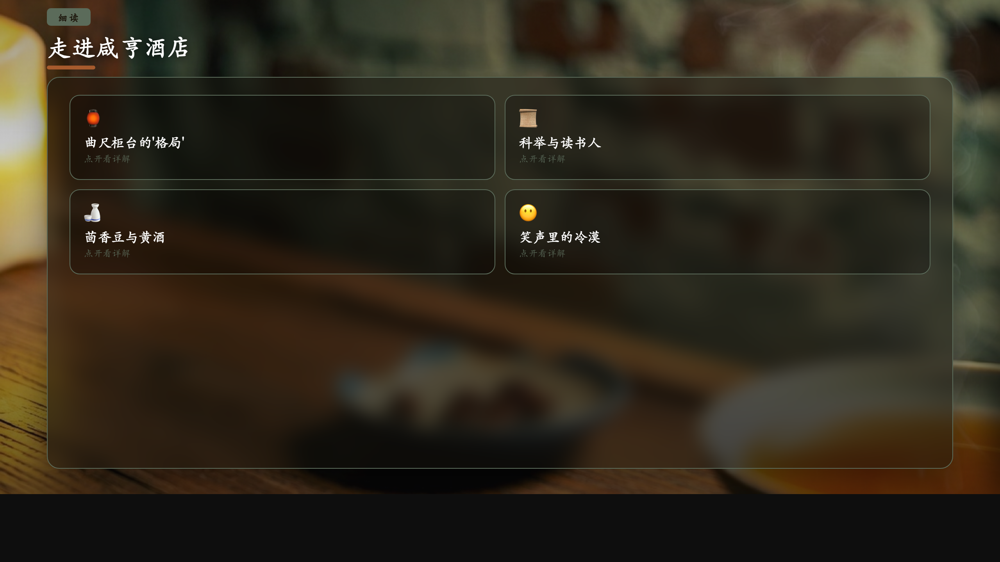 细读
走进咸亨酒店
曲尺柜台的'格局'
点开看详解
科举与读书人
点开看详解
茴香豆与黄酒
点开看详解
笑声里的冷漠
点开看详解